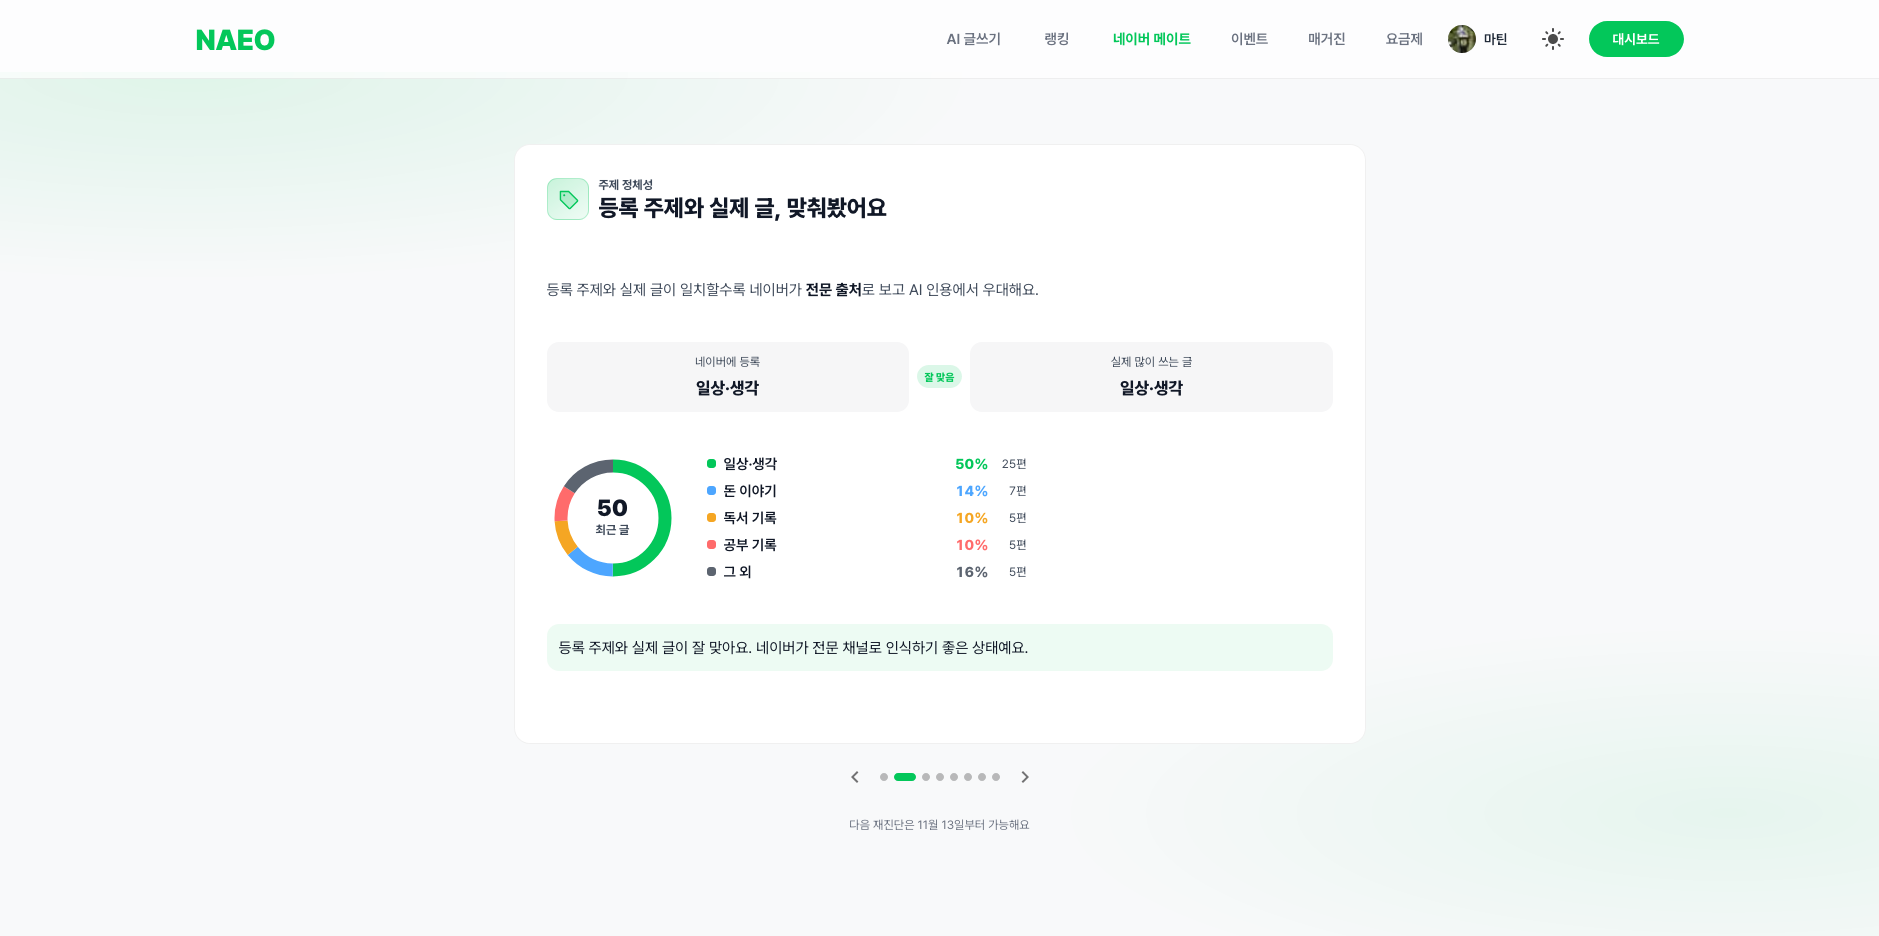 NAEO
AI 글쓰기
랭킹
네이버 메이트
이벤트
매거진
요금제
마틴
대시보드
주제 정체성
등록 주제와 실제 글, 맞춰봤어요
등록 주제와 실제 글이 일치할수록 네이버가 전문 출처로 보고 AI 인용에서 우대해요.
네이버에 등록
일상·생각
잘 맞음
실제 많이 쓰는 글
일상·생각
50
최근 글
일상·생각 50% 25편
돈 이야기 14% 7편
독서 기록 10% 5편
공부 기록 10% 5편
그 외 16% 5편
등록 주제와 실제 글이 잘 맞아요. 네이버가 전문 채널로 인식하기 좋은 상태예요.
다음 재진단은 11월 13일부터 가능해요